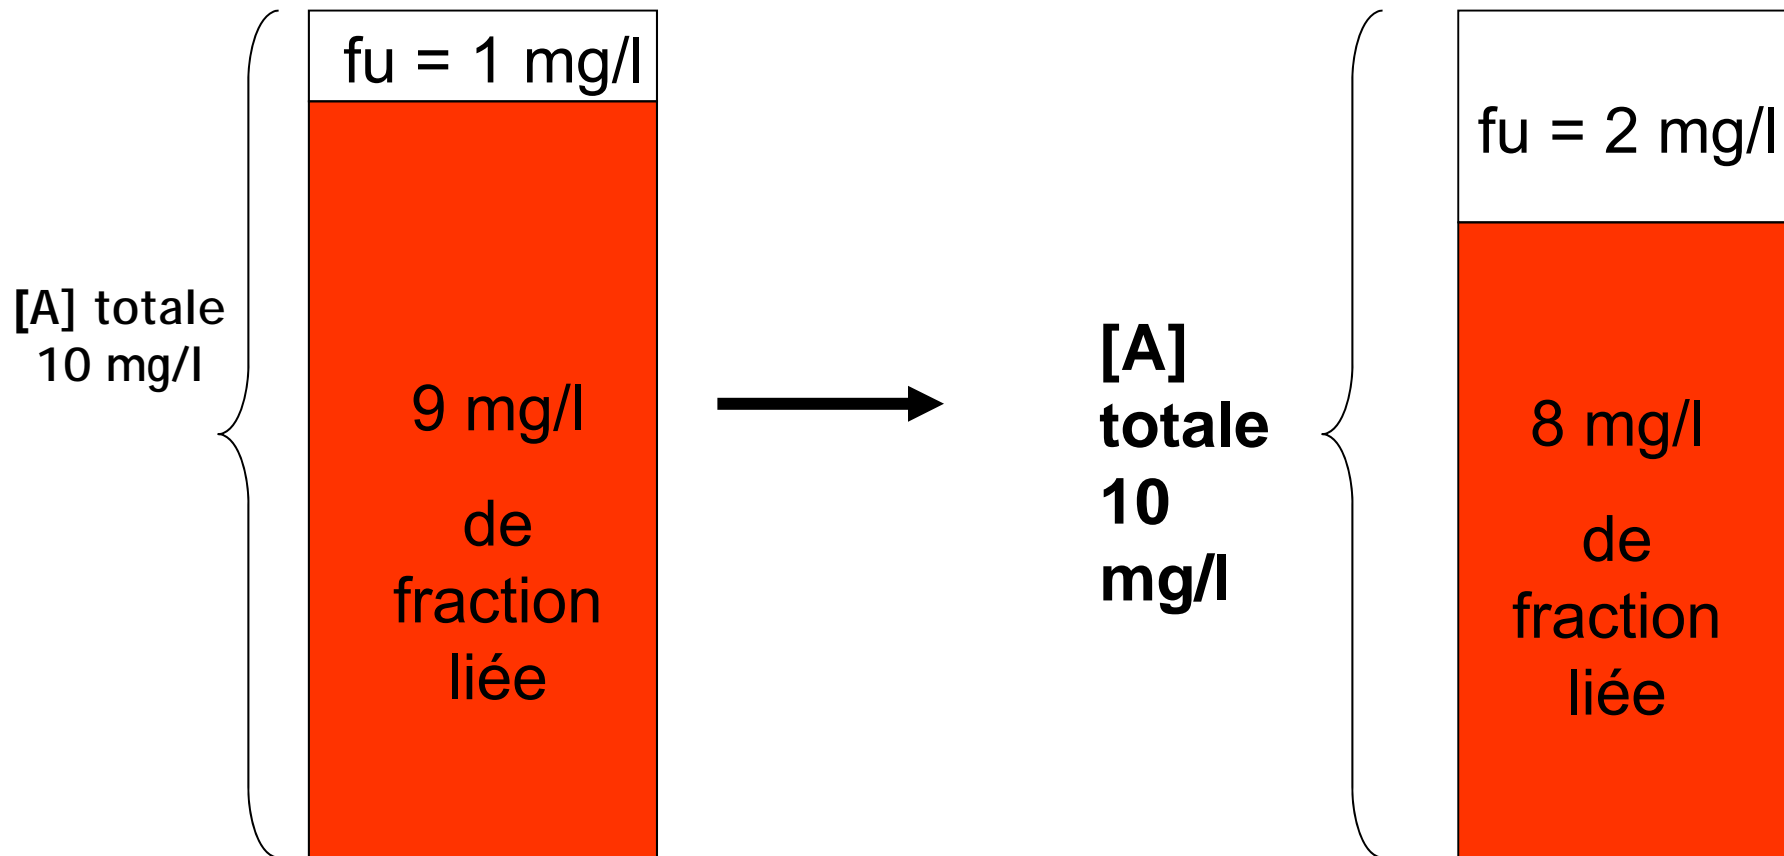 fu = 1 mg/l
[A] totale
10 mg/l
9 mg/l
de
fraction
liée
[A]
totale
10
mg/l
fu = 2 mg/l
8 mg/l
de
fraction
liée